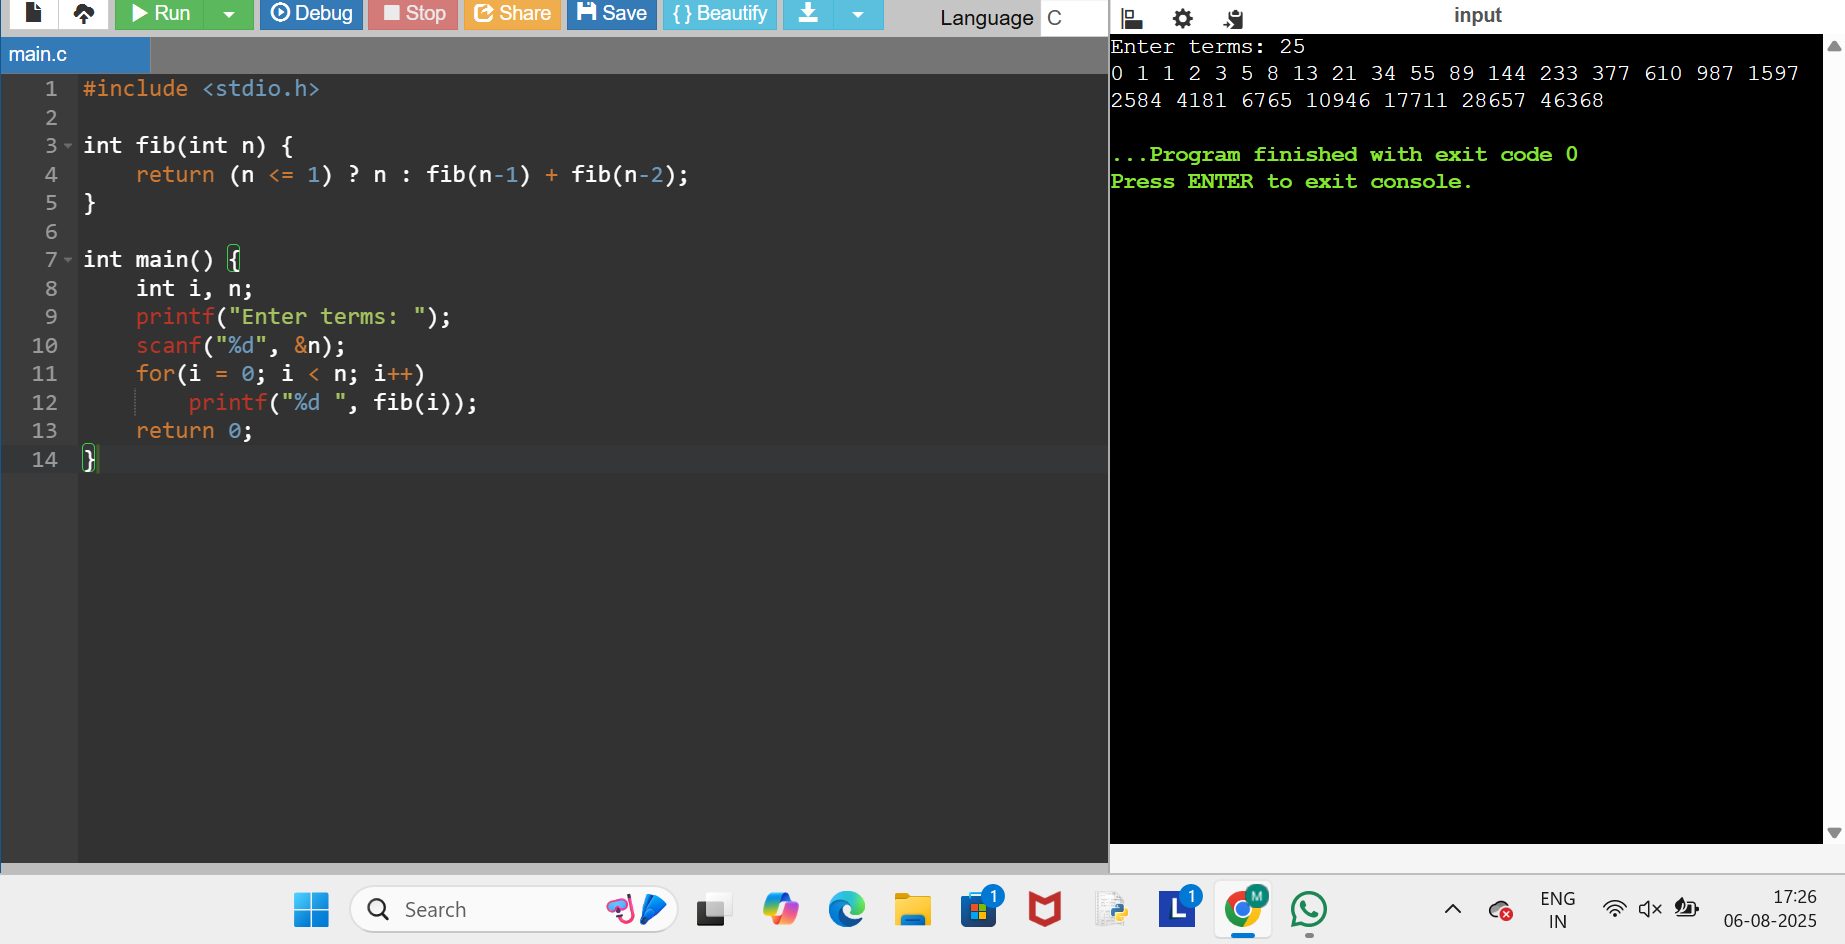 Run Debug Stop Share Save {} Beautify Language C
input
main.c
1 #include <stdio.h>
2
3 int fib(int n) {
4 return (n <= 1) ? n : fib(n-1) + fib(n-2);
5 }
6
7 int main() {
8 int i, n;
9 printf("Enter terms: ");
10 scanf("%d", &n);
11 for(i = 0; i < n; i++)
12 printf("%d ", fib(i));
13 return 0;
14 }
Enter terms: 25
0 1 1 2 3 5 8 13 21 34 55 89 144 233 377 610 987 1597
2584 4181 6765 10946 17711 28657 46368
...Program finished with exit code 0
Press ENTER to exit console.
Search
1
L 1
M
ENG
IN
17:26
06-08-2025